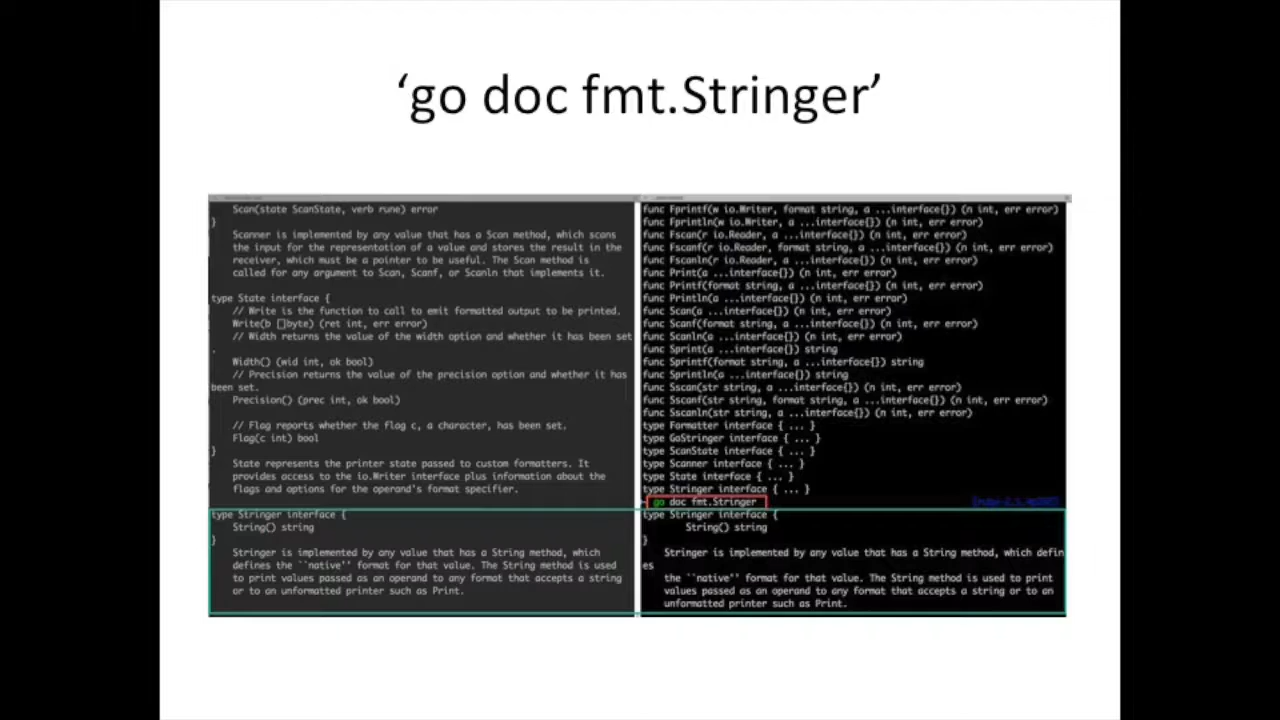 ‘go doc fmt.Stringer’
Scan(state ScanState, verb rune) error
}
Scanner is implemented by any value that has a Scan method, which scans
the input for the representation of a value and stores the result in the
receiver, which must be a pointer to be useful. The Scan method is
called for any argument to Scan, Scanf, or Scanln that implements it.
type State interface {
// Write is the function to call to emit formatted output to be printed.
Write(b []byte) (ret int, err error)
// Width returns the value of the width option and whether it has been set
.
Width() (wid int, ok bool)
// Precision returns the value of the precision option and whether it has
been set.
Precision() (prec int, ok bool)
// Flag reports whether the flag c, a character, has been set.
Flag(c int) bool
}
State represents the printer state passed to custom formatters. It
provides access to the io.Writer interface plus information about the
flags and options for the operand's format specifier.
type Stringer interface {
String() string
}
Stringer is implemented by any value that has a String method, which
defines the ``native'' format for that value. The String method is used
to print values passed as an operand to any format that accepts a string
or to an unformatted printer such as Print.
func Fprintf(w io.Writer, format string, a ...interface{}) (n int, err error)
func Fprintln(w io.Writer, a ...interface{}) (n int, err error)
func Fscan(r io.Reader, a ...interface{}) (n int, err error)
func Fscanf(r io.Reader, format string, a ...interface{}) (n int, err error)
func Fscanln(r io.Reader, a ...interface{}) (n int, err error)
func Print(a ...interface{}) (n int, err error)
func Printf(format string, a ...interface{}) (n int, err error)
func Println(a ...interface{}) (n int, err error)
func Scan(a ...interface{}) (n int, err error)
func Scanf(format string, a ...interface{}) (n int, err error)
func Scanln(a ...interface{}) (n int, err error)
func Sprint(a ...interface{}) string
func Sprintf(format string, a ...interface{}) string
func Sprintln(a ...interface{}) string
func Sscan(str string, a ...interface{}) (n int, err error)
func Sscanf(str string, format string, a ...interface{}) (n int, err error)
func Sscanln(str string, a ...interface{}) (n int, err error)
type Formatter interface { ... }
type GoStringer interface { ... }
type ScanState interface { ... }
type Scanner interface { ... }
type State interface { ... }
type Stringer interface { ... }
go doc fmt.Stringer
type Stringer interface {
String() string
}
Stringer is implemented by any value that has a String method, which defin
es
the ``native'' format for that value. The String method is used to print
values passed as an operand to any format that accepts a string or to an
unformatted printer such as Print.